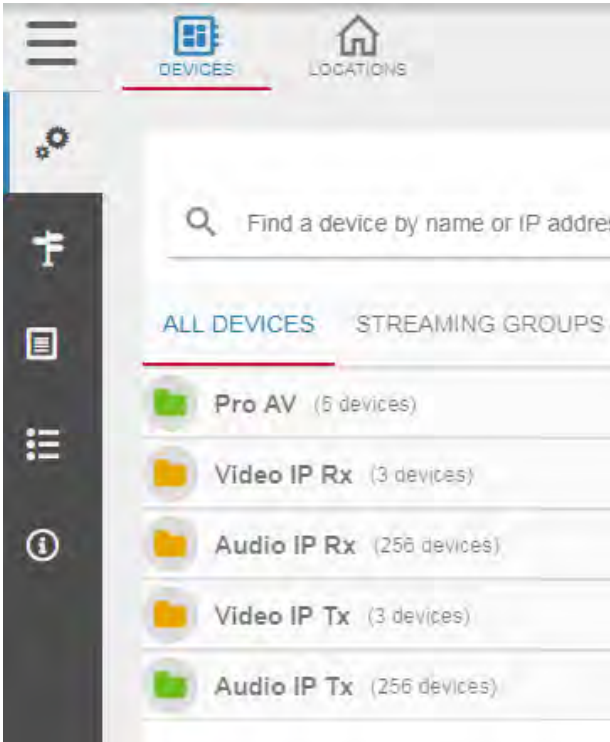 DEVICES LOCATIONS
Find a device by name or IP addres
ALL DEVICES STREAMING GROUPS
Pro AV (5 devices)
Video IP Rx (3 devices)
Audio IP Rx (256 devices)
Video IP Tx (3 devices)
Audio IP Tx (256 devices)